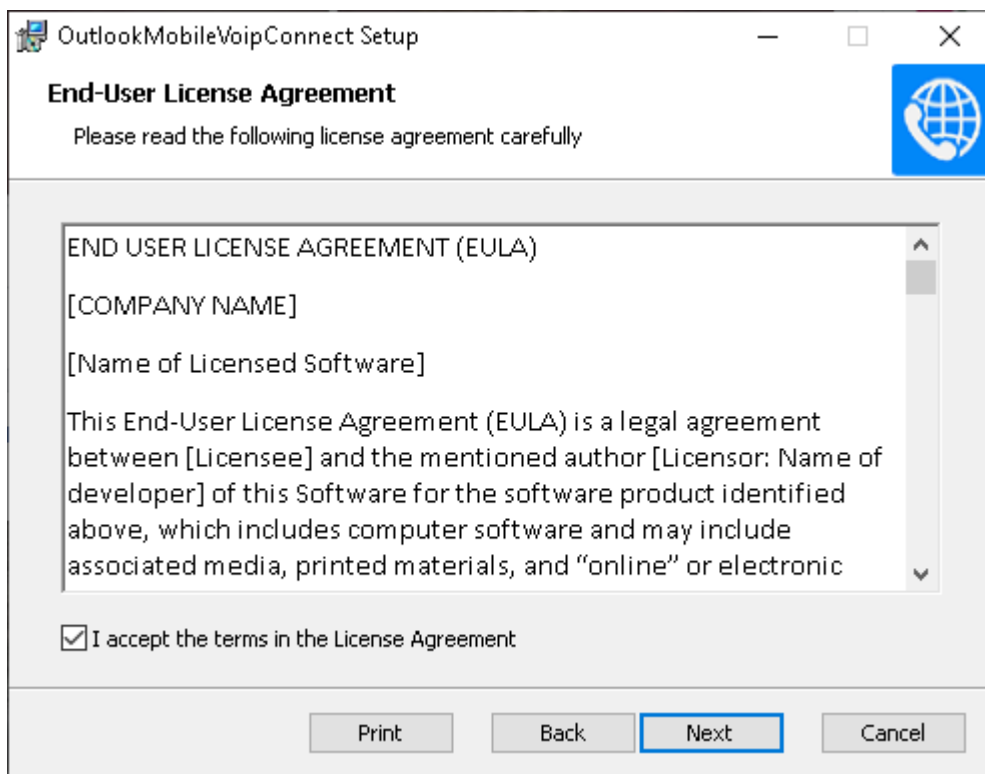 OutlookMobileVoipConnect Setup
End-User License Agreement
Please read the following license agreement carefully
END USER LICENSE AGREEMENT (EULA)
[COMPANY NAME]
[Name of Licensed Software]
This End-User License Agreement (EULA) is a legal agreement
between [Licensee] and the mentioned author [Licensor: Name of
developer] of this Software for the software product identified
above, which includes computer software and may include
associated media, printed materials, and “online” or electronic
I accept the terms in the License Agreement
Print
Back
Next
Cancel